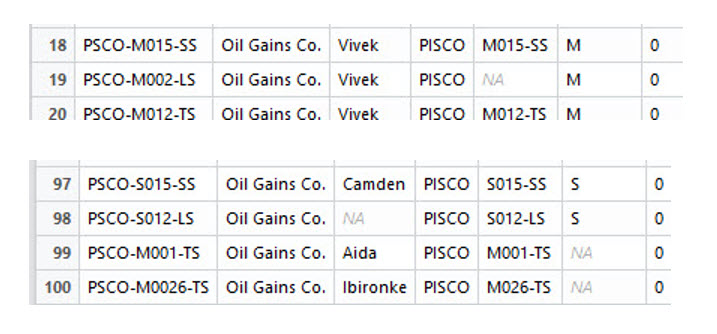 18 PSCO-M015-SS Oil Gains Co. Vivek PISCO M015-SS M 0
19 PSCO-M002-LS Oil Gains Co. Vivek PISCO NA M 0
20 PSCO-M012-TS Oil Gains Co. Vivek PISCO M012-TS M 0
97 PSCO-S015-SS Oil Gains Co. Camden PISCO S015-SS S 0
98 PSCO-S012-LS Oil Gains Co. NA PISCO S012-LS S 0
99 PSCO-M001-TS Oil Gains Co. Aida PISCO M001-TS NA 0
100 PSCO-M0026-TS Oil Gains Co. Ibironke PISCO M026-TS NA 0